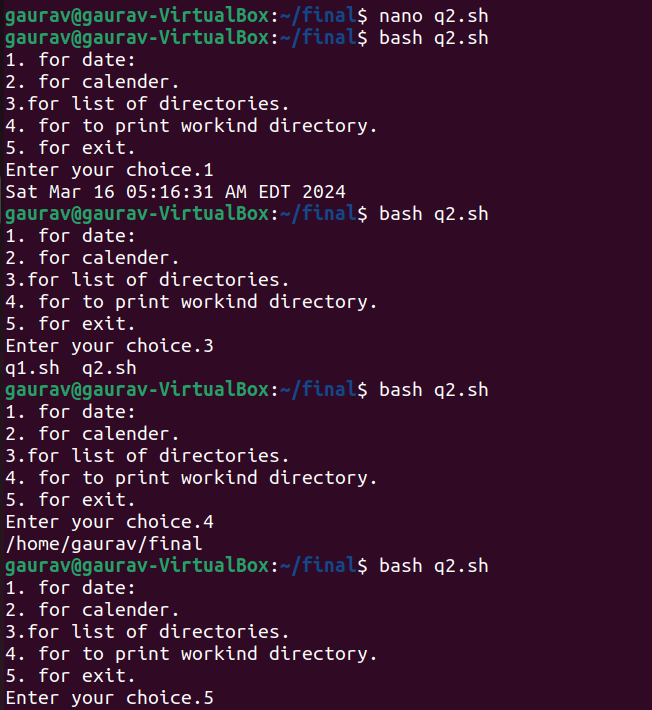 gaurav@gaurav-VirtualBox:~/final$ nano q2.sh
gaurav@gaurav-VirtualBox:~/final$ bash q2.sh
1. for date:
2. for calender.
3.for list of directories.
4. for to print workind directory.
5. for exit.
Enter your choice.1
Sat Mar 16 05:16:31 AM EDT 2024
gaurav@gaurav-VirtualBox:~/final$ bash q2.sh
1. for date:
2. for calender.
3.for list of directories.
4. for to print workind directory.
5. for exit.
Enter your choice.3
q1.sh  q2.sh
gaurav@gaurav-VirtualBox:~/final$ bash q2.sh
1. for date:
2. for calender.
3.for list of directories.
4. for to print workind directory.
5. for exit.
Enter your choice.4
/home/gaurav/final
gaurav@gaurav-VirtualBox:~/final$ bash q2.sh
1. for date:
2. for calender.
3.for list of directories.
4. for to print workind directory.
5. for exit.
Enter your choice.5